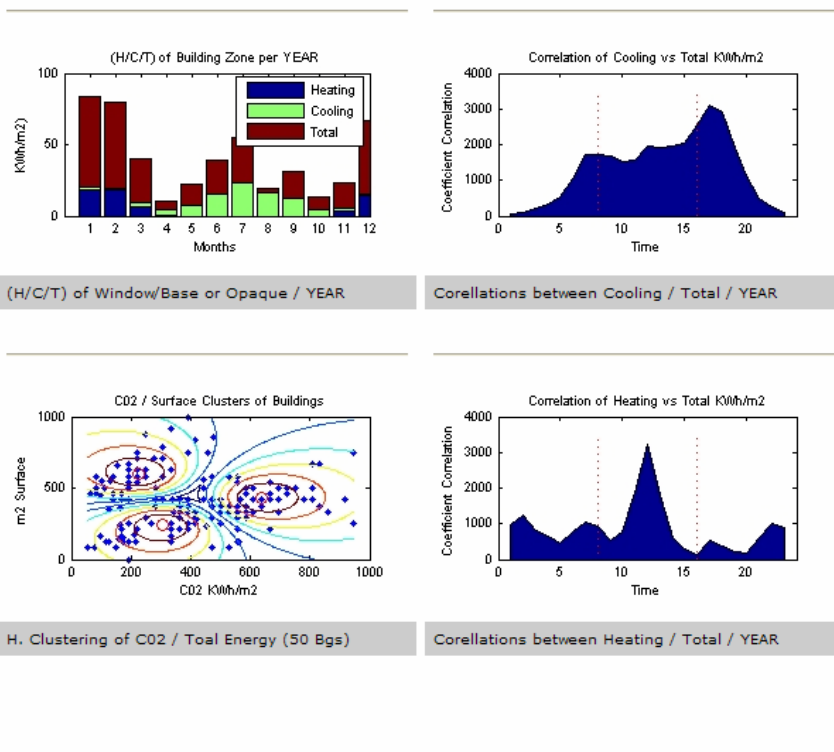 (H/C/T) of Building Zone per YEAR
100
50
0
KWh/m2)
Heating
Cooling
Total
1 2 3 4 5 6 7 8 9 10 11 12
Months
(H/C/T) of Window/Base or Opaque / YEAR
Correlation of Cooling vs Total KWh/m2
4000
3000
2000
1000
0
Coefficient Correlation
0 5 10 15 20
Time
Corellations between Cooling / Total / YEAR
C02 / Surface Clusters of Buildings
1000
500
0
m2 Surface
0 200 400 600 800 1000
C02 KWh/m2
H. Clustering of C02 / Toal Energy (50 Bgs)
Correlation of Heating vs Total KWh/m2
4000
3000
2000
1000
0
Coefficient Correlation
0 5 10 15 20
Time
Corellations between Heating / Total / YEAR